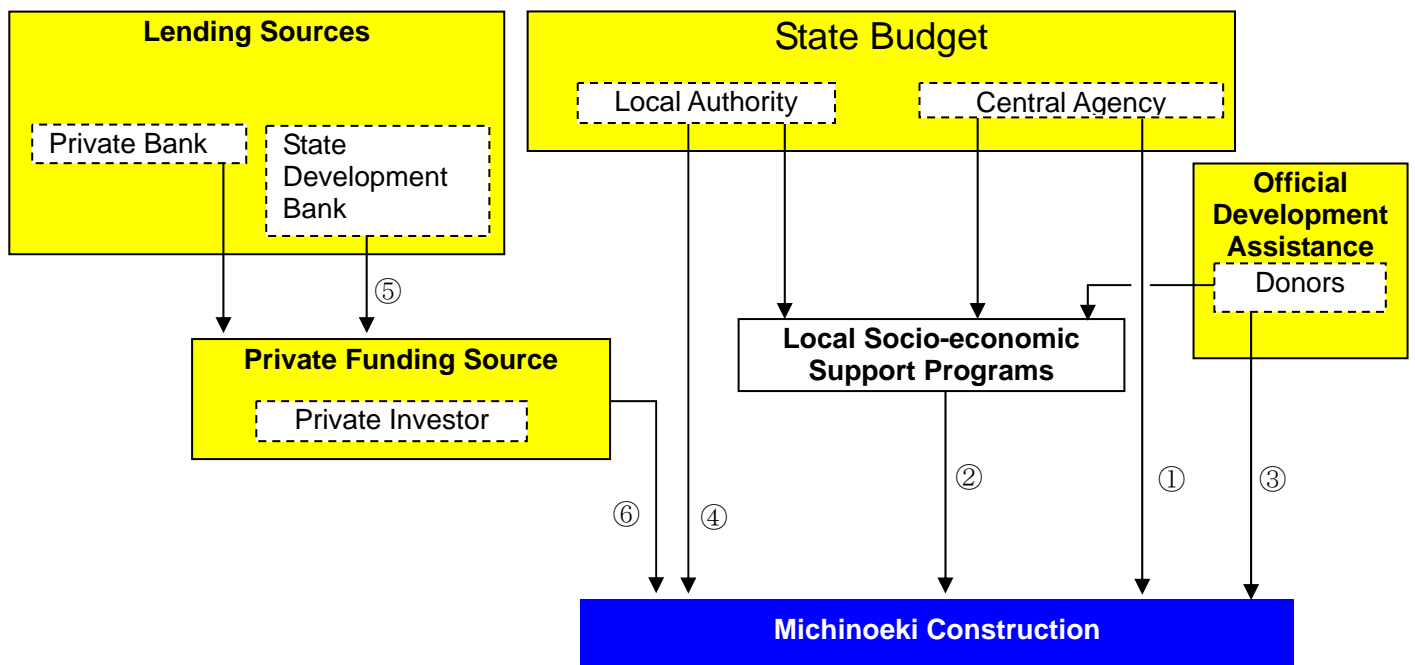 Lending Sources
Private Bank
State
Development
Bank
State Budget
Local Authority
Central Agency
Official
Development
Assistance
Donors
⑤
Private Funding Source
Private Investor
Local Socio-economic
Support Programs
⑥
④
②
①
③
Michinoeki Construction